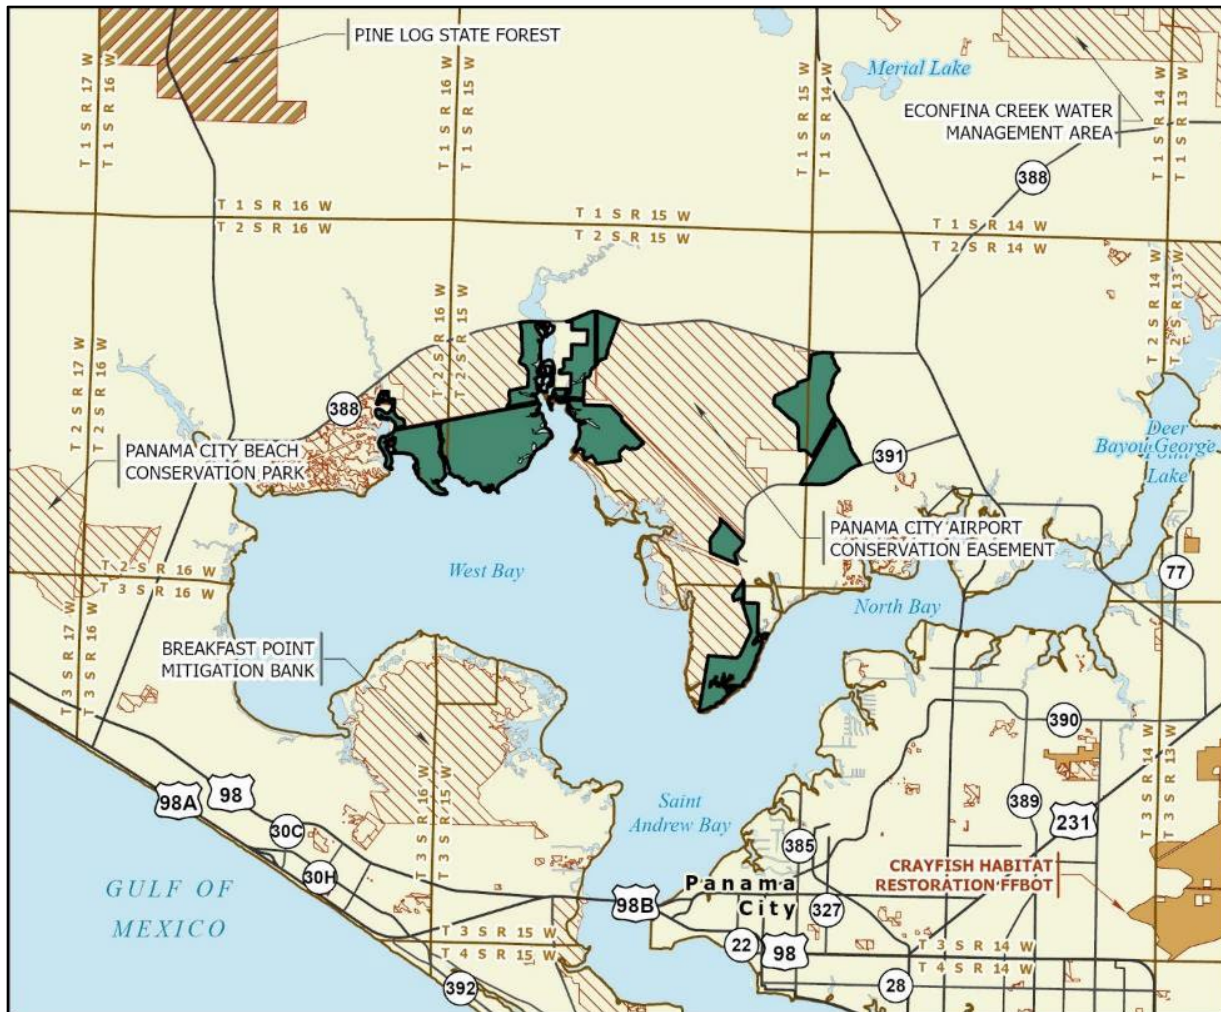 PINE LOG STATE FOREST
Merial Lake
ECONFINA CREEK WATER
MANAGEMENT AREA
T 1 S R 17 W
T 1 S R 16 W
T 1 S R 16 W
T 1 S R 15 W
T 1 S R 15 W
T 1 S R 14 W
T 1 S R 14 W
T 1 S R 13 W
388
T 1 S R 16 W
T 2 S R 16 W
T 1 S R 15 W
T 2 S R 15 W
T 1 S R 14 W
T 2 S R 14 W
T 2 S R 17 W
T 2 S R 16 W
T 2 S R 16 W
T 2 S R 15 W
T 2 S R 14 W
T 2 S R 13 W
388
PANAMA CITY BEACH
CONSERVATION PARK
391
Deer
Bayou George
Point
Lake
PANAMA CITY AIRPORT
CONSERVATION EASEMENT
West Bay
North Bay
77
T 2 S R 16 W
T 3 S R 16 W
T 3 S R 17 W
T 3 S R 16 W
BREAKFAST POINT
MITIGATION BANK
390
T 3 S R 16 W
T 3 S R 15 W
T 3 S R 14 W
T 3 S R 13 W
98A
98
30C
30H
Saint
Andrew Bay
385
389
231
CRAYFISH HABITAT
RESTORATION FFBOT
GULF OF
MEXICO
Panama
City
98B
327
22
98
T 3 S R 15 W
T 4 S R 15 W
T 3 S R 14 W
T 4 S R 14 W
392
28